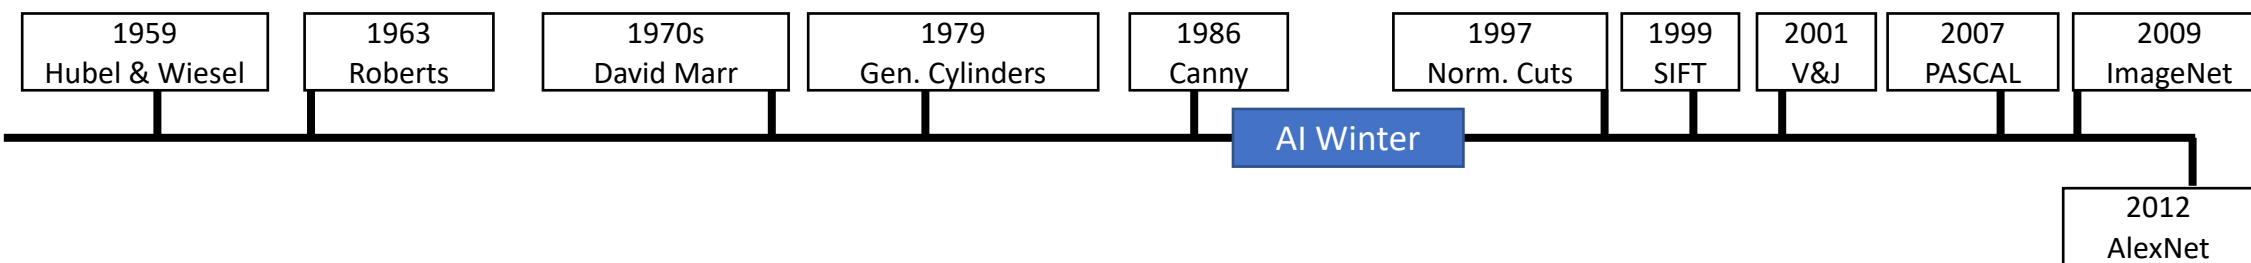 1959
Hubel & Wiesel
1963
Roberts
1970s
David Marr
1979
Gen. Cylinders
1986
Canny
AI Winter
1997
Norm. Cuts
1999
SIFT
2001
V&J
2007
PASCAL
2009
ImageNet
2012
AlexNet